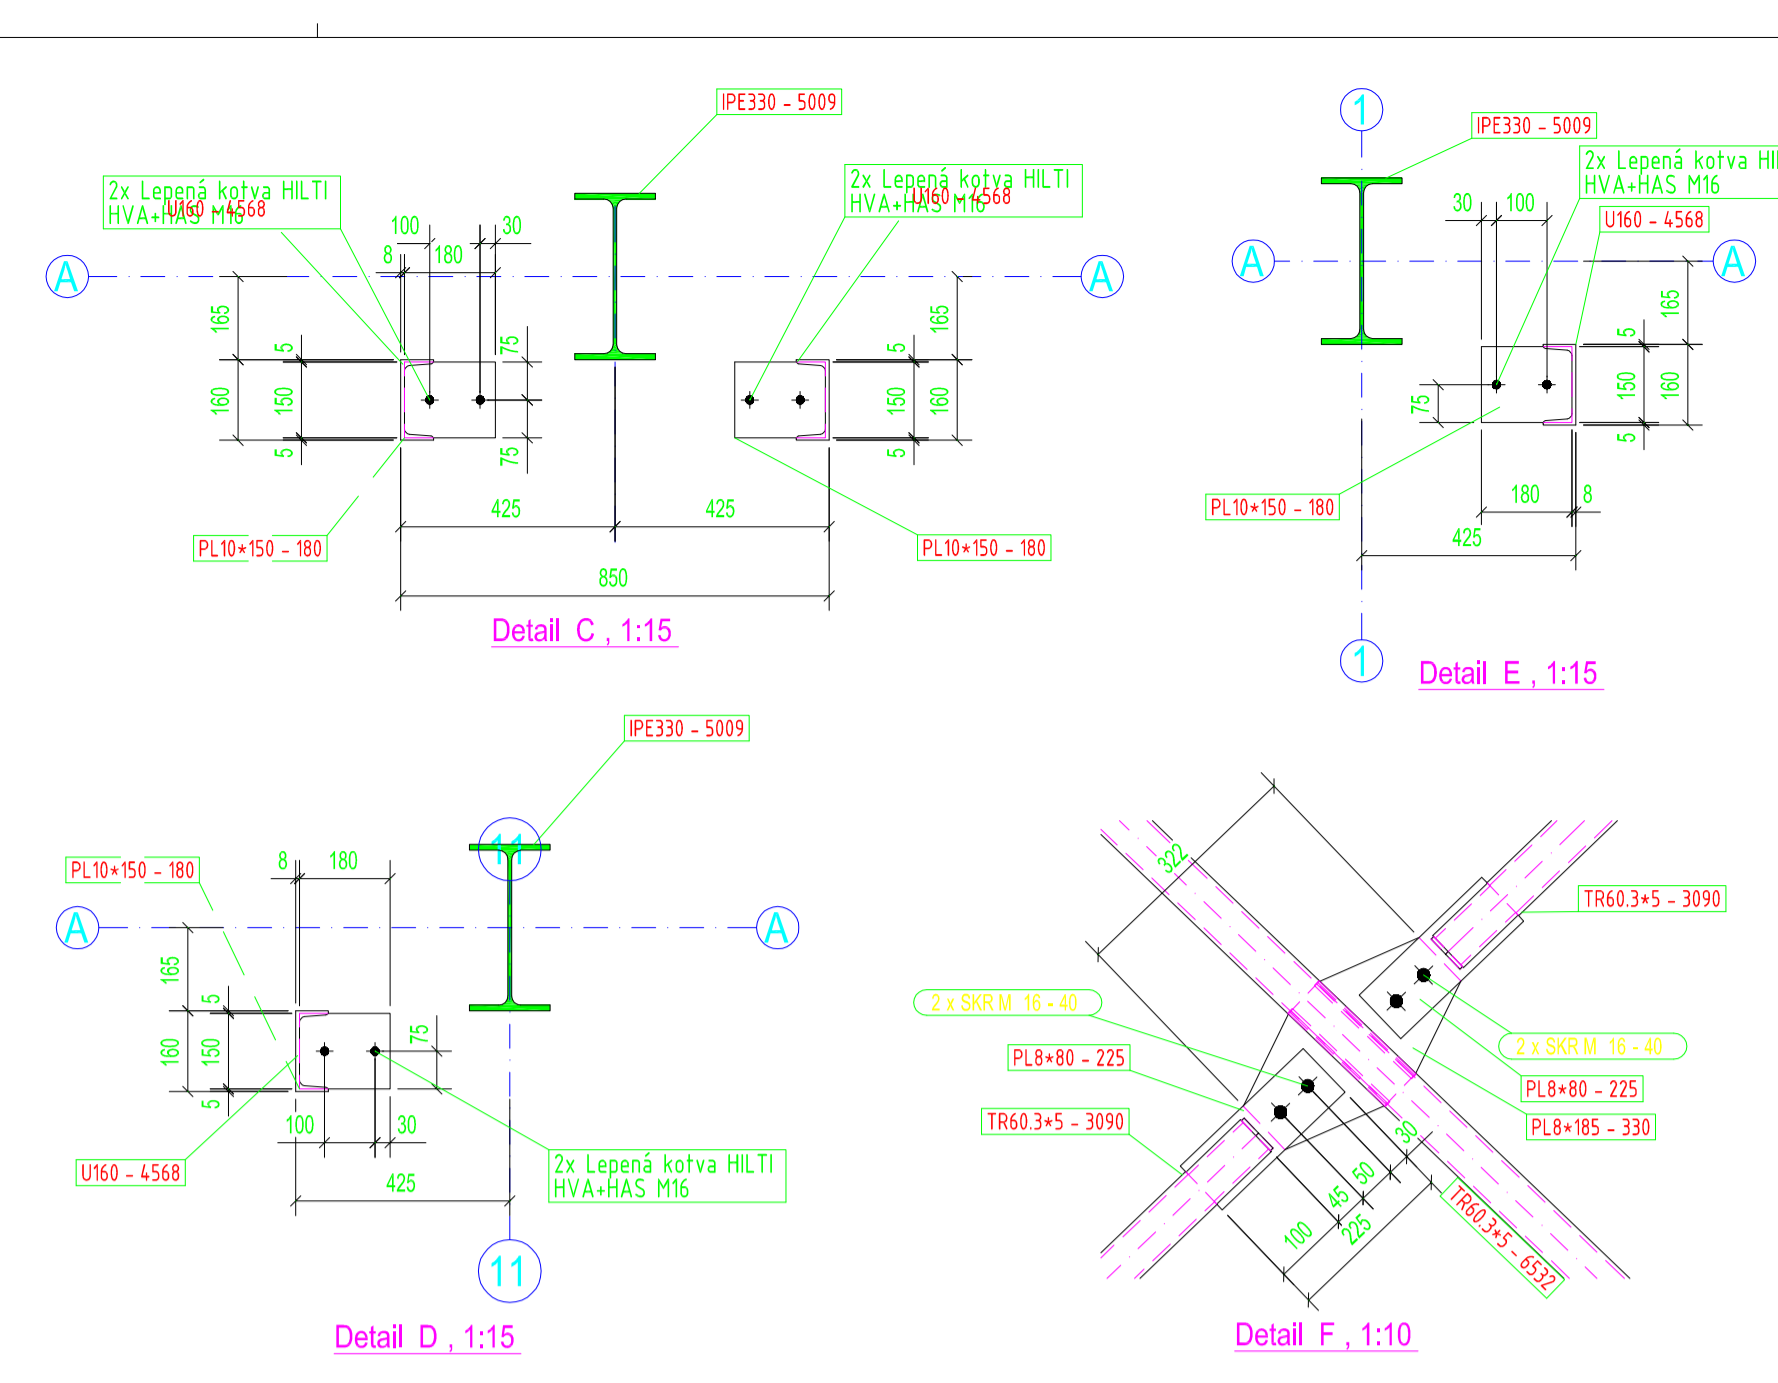 IPE330 - 5009
2x Lepená kotva HILTI
HVA+HAS M16
U160 - 4568
2x Lepená kotva HILTI
HVA+HAS M16
U160 - 4568
100
30
8
180
A
A
165
165
5
75
5
160
150
150
160
5
75
5
425
425
PL10*150 - 180
PL10*150 - 180
850
Detail C , 1:15
1
IPE330 - 5009
2x Lepená kotva
HVA+HAS M16
30
100
U160 - 4568
A
A
165
5
150
160
75
5
PL10*150 - 180
180
8
425
1
Detail E , 1:15
IPE330 - 5009
11
PL10*150 - 180
8
180
A
A
165
5
160
150
75
5
100
30
U160 - 4568
425
2x Lepená kotva HILTI
HVA+HAS M16
11
Detail D , 1:15
322
TR60.3*5 - 3090
2 x SKR M 16 - 40
2 x SKR M 16 - 40
PL8*80 - 225
PL8*80 - 225
TR60.3*5 - 3090
PL8*185 - 330
30
50
45
225
100
TR60.3*5 - 6532
Detail F , 1:10